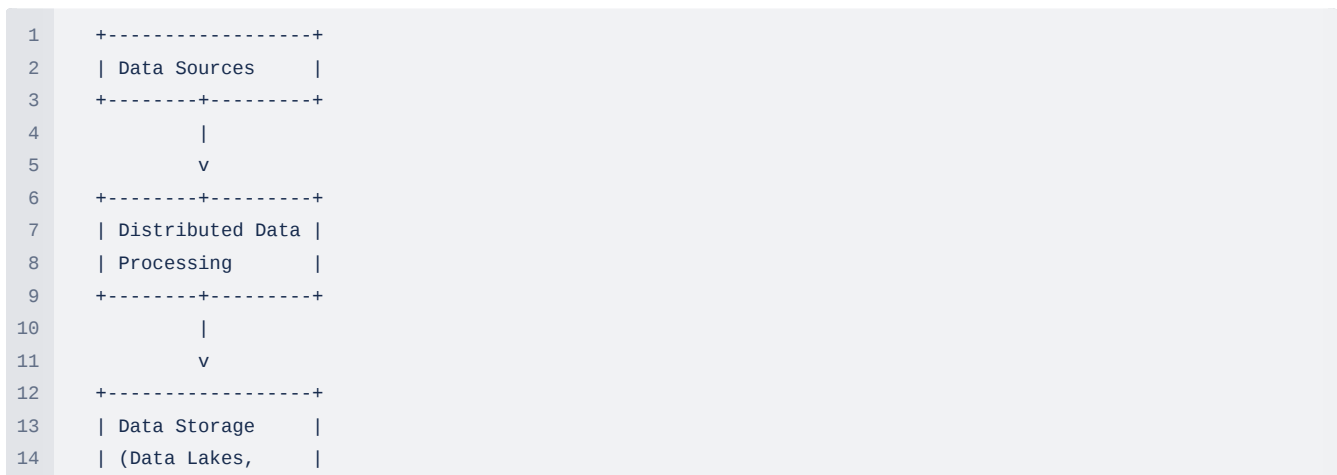 1 +------------------+
2 | Data Sources     |
3 +--------+---------+
4          |
5          v
6 +--------+---------+
7 | Distributed Data |
8 | Processing       |
9 +--------+---------+
10          |
11          v
12 +------------------+
13 | Data Storage     |
14 | (Data Lakes,     |